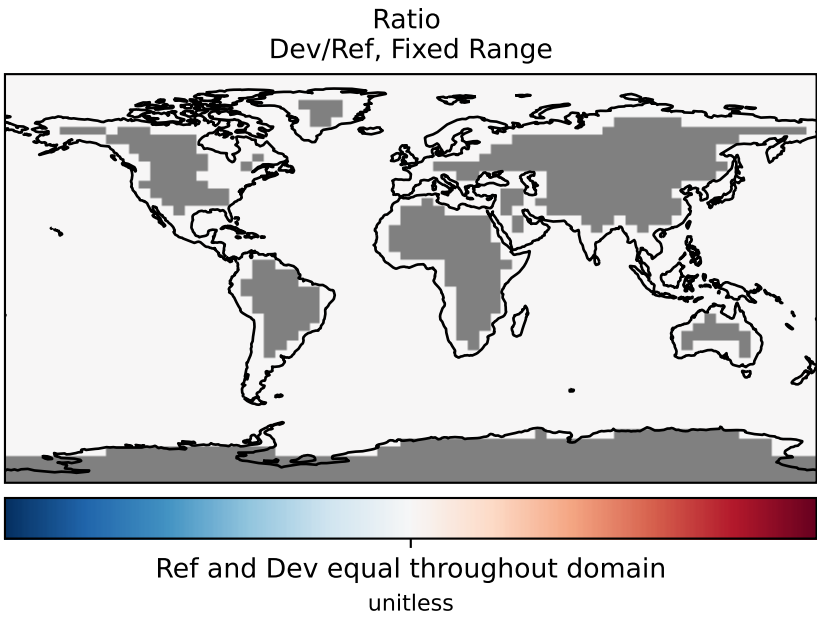 Ratio
Dev/Ref, Fixed Range
Ref and Dev equal throughout domain
unitless